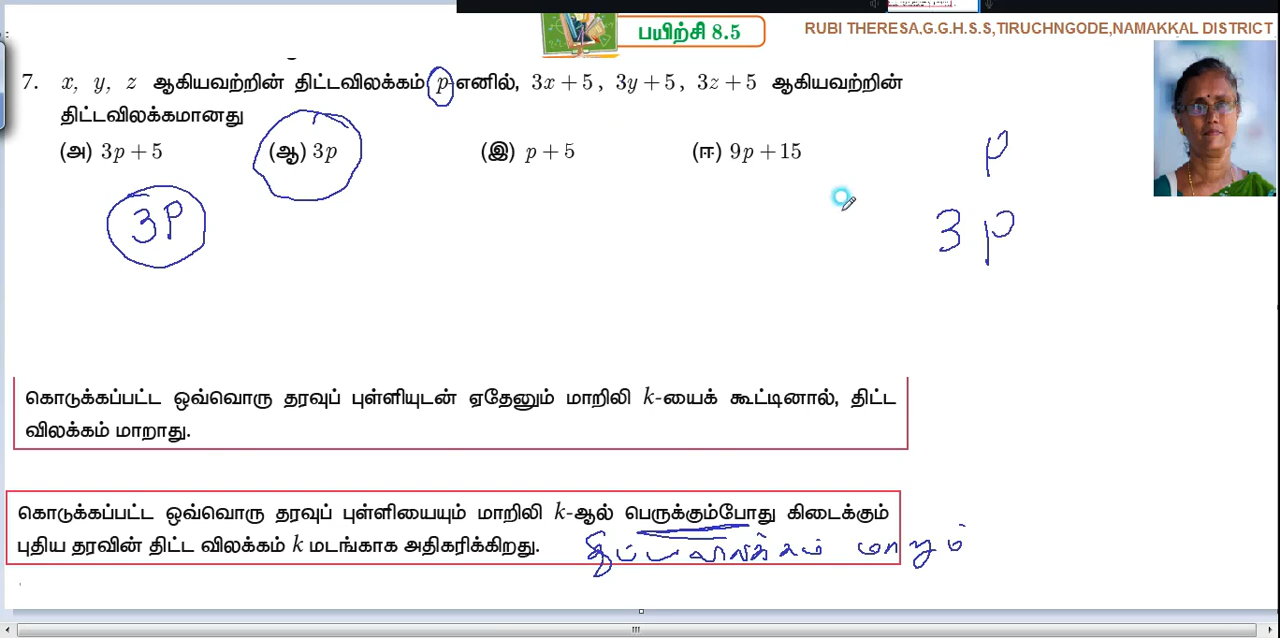 பயிற்சி 8.5
RUBI THERESA,G.G.H.S.S,TIRUCHNGODE,NAMAKKAL DISTRICT
7. x, y, z ஆகியவற்றின் திட்டவிலக்கம் p எனில், 3x + 5 , 3y + 5, 3z + 5 ஆகியவற்றின்
திட்டவிலக்கமானது
(அ) 3p + 5 (ஆ) 3p (இ) p + 5 (ஈ) 9p + 15
p
3P
3 p
கொடுக்கப்பட்ட ஒவ்வொரு தரவுப் புள்ளியுடன் ஏதேனும் மாறிலி k-யைக் கூட்டினால், திட்ட
விலக்கம் மாறாது.
கொடுக்கப்பட்ட ஒவ்வொரு தரவுப் புள்ளியையும் மாறிலி k-ஆல் பெருக்கும்போது கிடைக்கும்
புதிய தரவின் திட்ட விலக்கம் k மடங்காக அதிகரிக்கிறது.
திட்டவிலக்கம் மாறும்